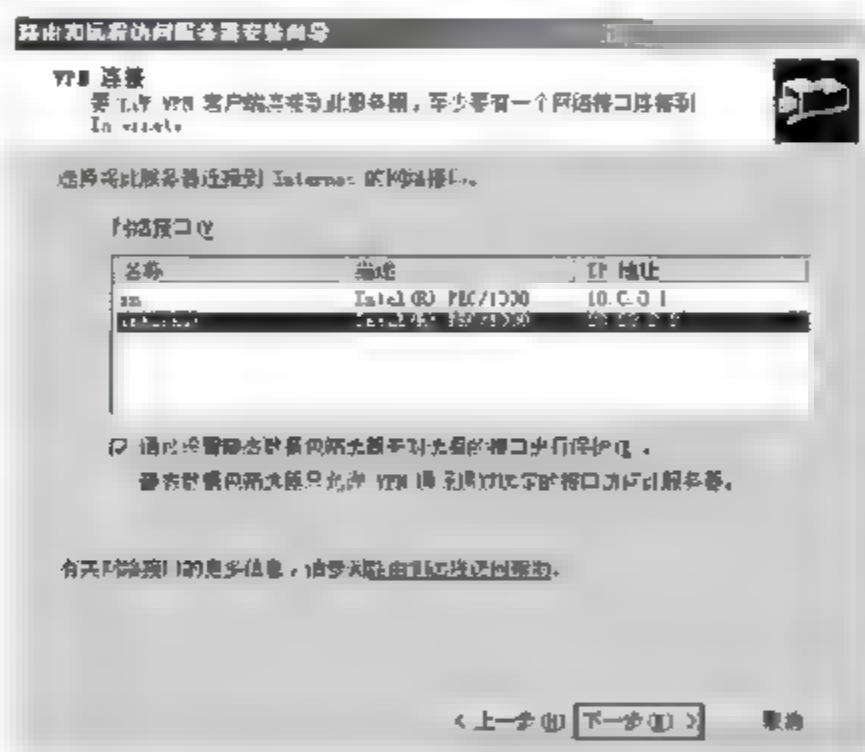 路由和远程访问服务器安装向导
VPN 连接
要允许 VPN 客户端连接到此服务器，至少要有一个网络接口连接到
Internet。
选择将此服务器连接到 Internet 的网络接口。
网络接口(W)
名称 描述 IP 地址
Intel(R) PRO/1000 10.0.0.1
Intel(R) PRO/1000
通过设置静态数据包筛选器来对选择的接口进行保护(E)。
静态数据包筛选器只允许 VPN 通讯通过选定的接口访问此服务器。
有关网络接口的更多信息，请参阅路由和远程访问帮助。
< 上一步(B) 下一步(N) > 取消